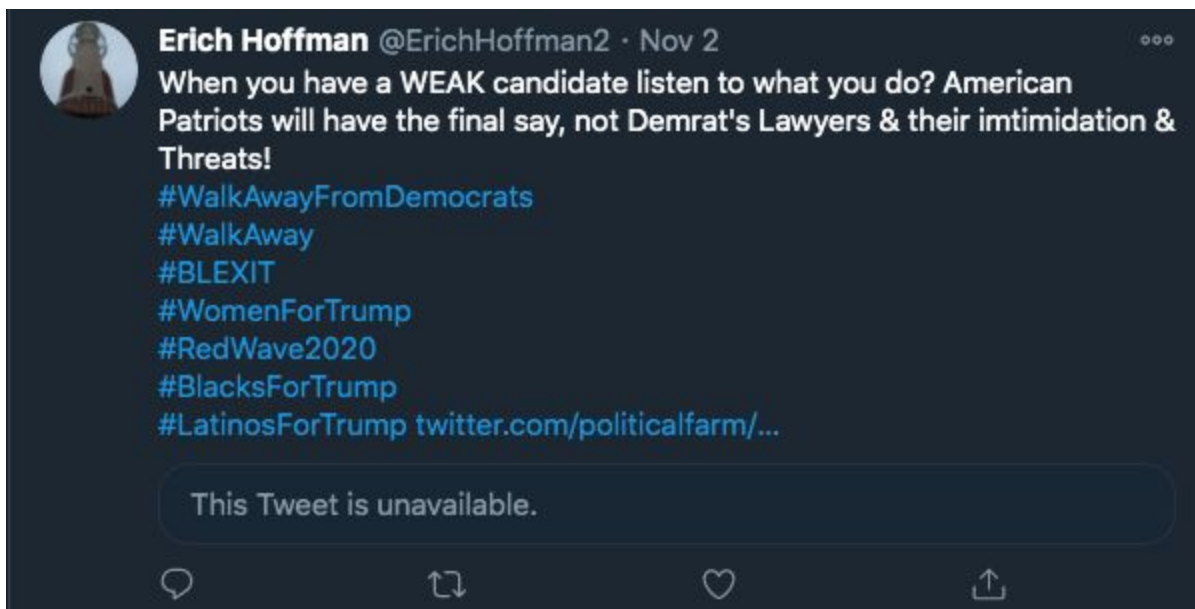 Erich Hoffman @ErichHoffman2 · Nov 2
When you have a WEAK candidate listen to what you do? American
Patriots will have the final say, not Demrat's Lawyers & their imtimidation &
Threats!
#WalkAwayFromDemocrats
#WalkAway
#BLEXIT
#WomenForTrump
#RedWave2020
#BlacksForTrump
#LatinosForTrump twitter.com/politicalfarm/...
This Tweet is unavailable.